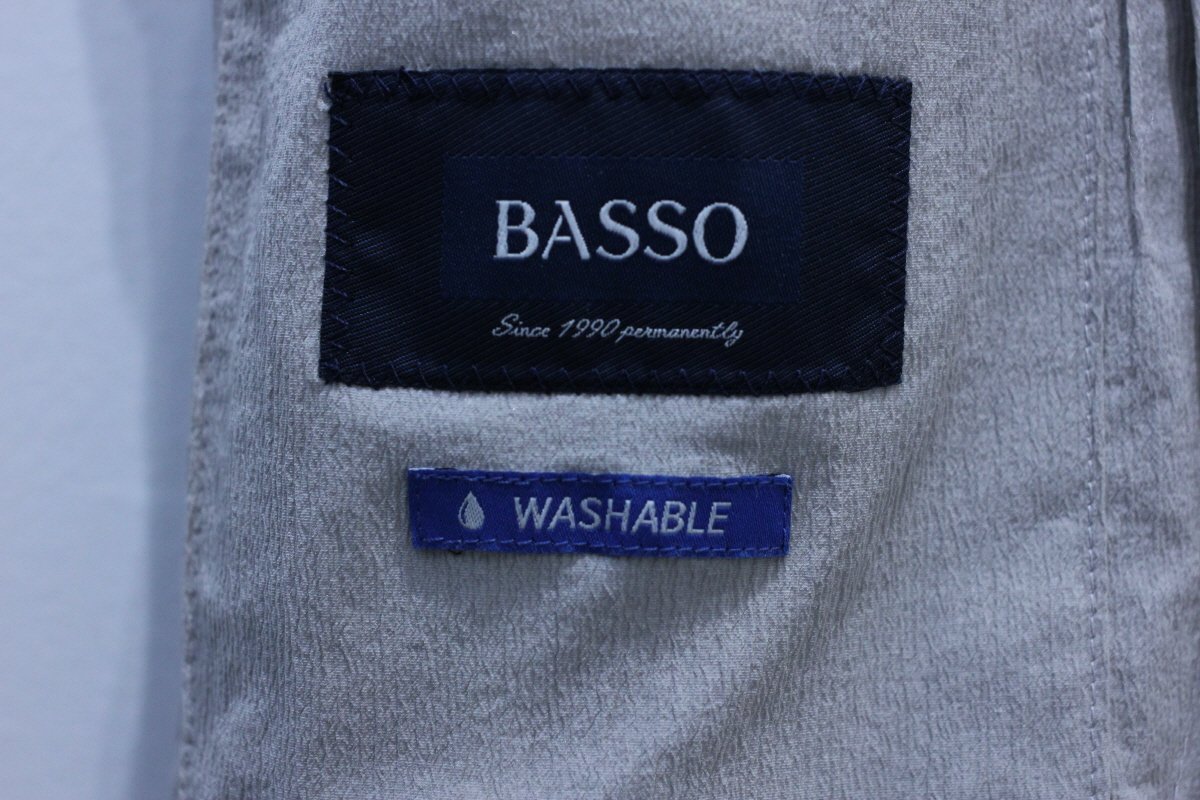 BASSO
Since 1990 permanently
WASHABLE